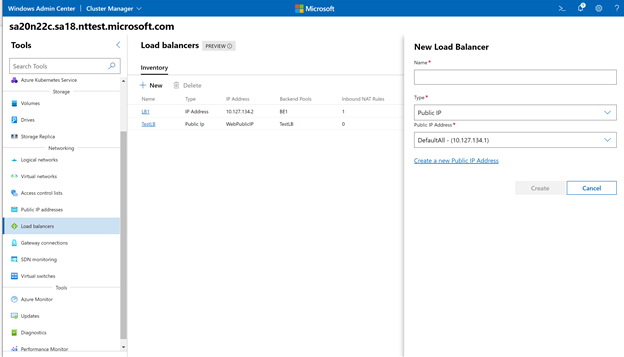 Windows Admin Center | Cluster Manager
Microsoft
sa20n22c.sa18.nttest.microsoft.com
Tools
Search Tools
Azure Kubernetes Service
Storage
Volumes
Drives
Storage Replica
Networking
Logical networks
Virtual networks
Access control lists
Public IP addresses
Load balancers
Gateway connections
SDN monitoring
Virtual switches
Tools
Azure Monitor
Updates
Diagnostics
Performance Monitor
Load balancers PREVIEW
Inventory
New Delete
Name Type IP Address Backend Pools Inbound NAT Rules
LB1 IP Address 10.127.134.2 BE1 1
TestLB Public Ip WebPublicIP TestLB 0
New Load Balancer
Name*
Type*
Public IP
Public IP Address*
DefaultAll - (10.127.134.1)
Create a new Public IP Address
Create Cancel